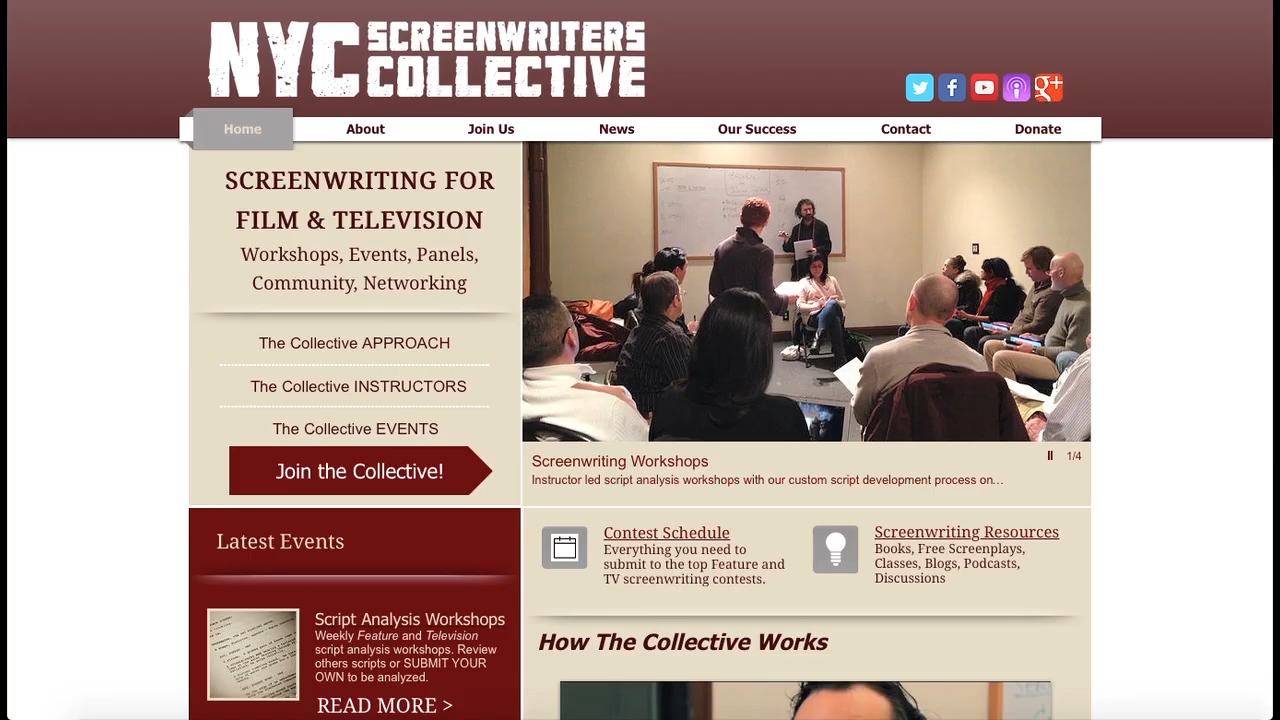 NYC SCREENWRITERS COLLECTIVE
Home
About
Join Us
News
Our Success
Contact
Donate
SCREENWRITING FOR
FILM & TELEVISION
Workshops, Events, Panels,
Community, Networking
The Collective APPROACH
The Collective INSTRUCTORS
The Collective EVENTS
Join the Collective!
Screenwriting Workshops
1/4
Instructor led script analysis workshops with our custom script development process on...
Latest Events
Script Analysis Workshops
Weekly Feature and Television
script analysis workshops. Review
others scripts or SUBMIT YOUR
OWN to be analyzed.
READ MORE >
Contest Schedule
Everything you need to
submit to the top Feature and
TV screenwriting contests.
Screenwriting Resources
Books, Free Screenplays,
Classes, Blogs, Podcasts,
Discussions
How The Collective Works